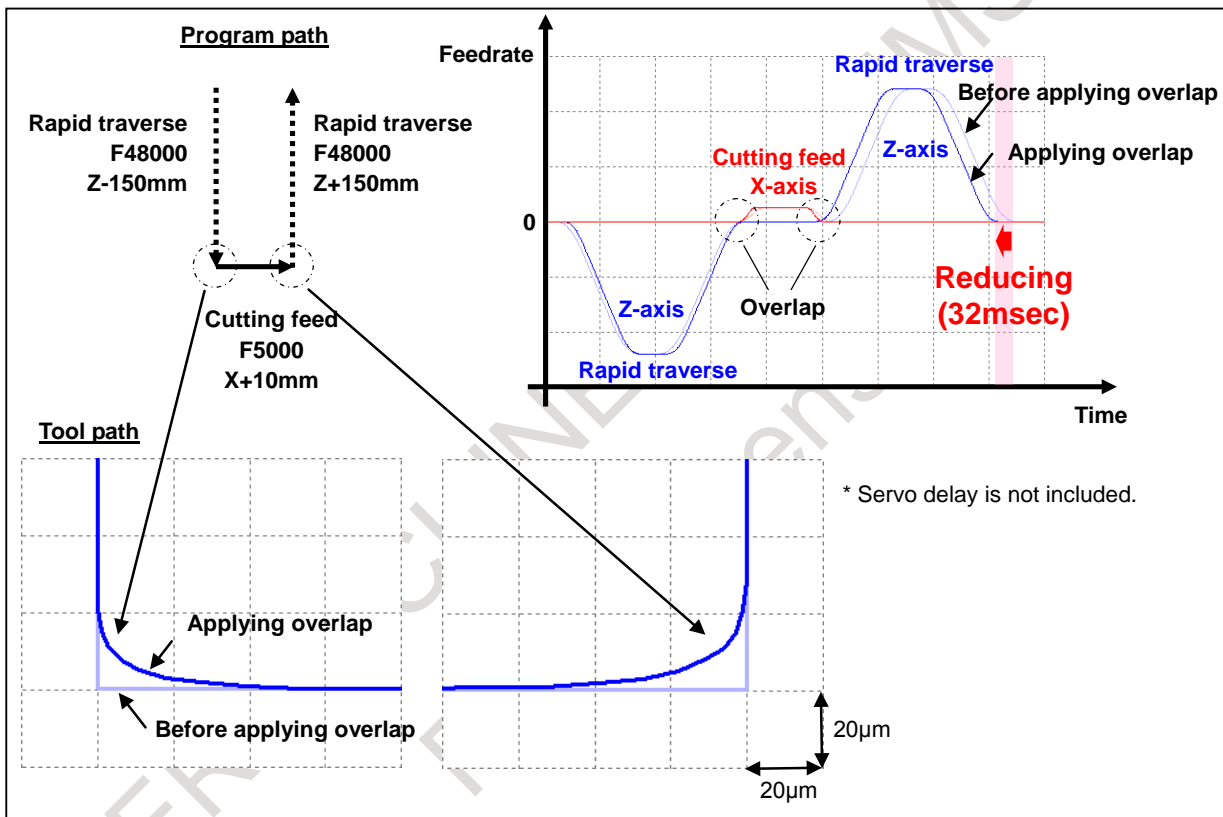 Program path
Rapid traverse
F48000
Z-150mm
Rapid traverse
F48000
Z+150mm
Cutting feed
F5000
X+10mm
Feedrate
Rapid traverse
Before applying overlap
Cutting feed
X-axis
Z-axis
Applying overlap
0
Z-axis
Overlap
Reducing
(32msec)
Rapid traverse
Time
Tool path
* Servo delay is not included.
Applying overlap
Before applying overlap
20μm
20μm